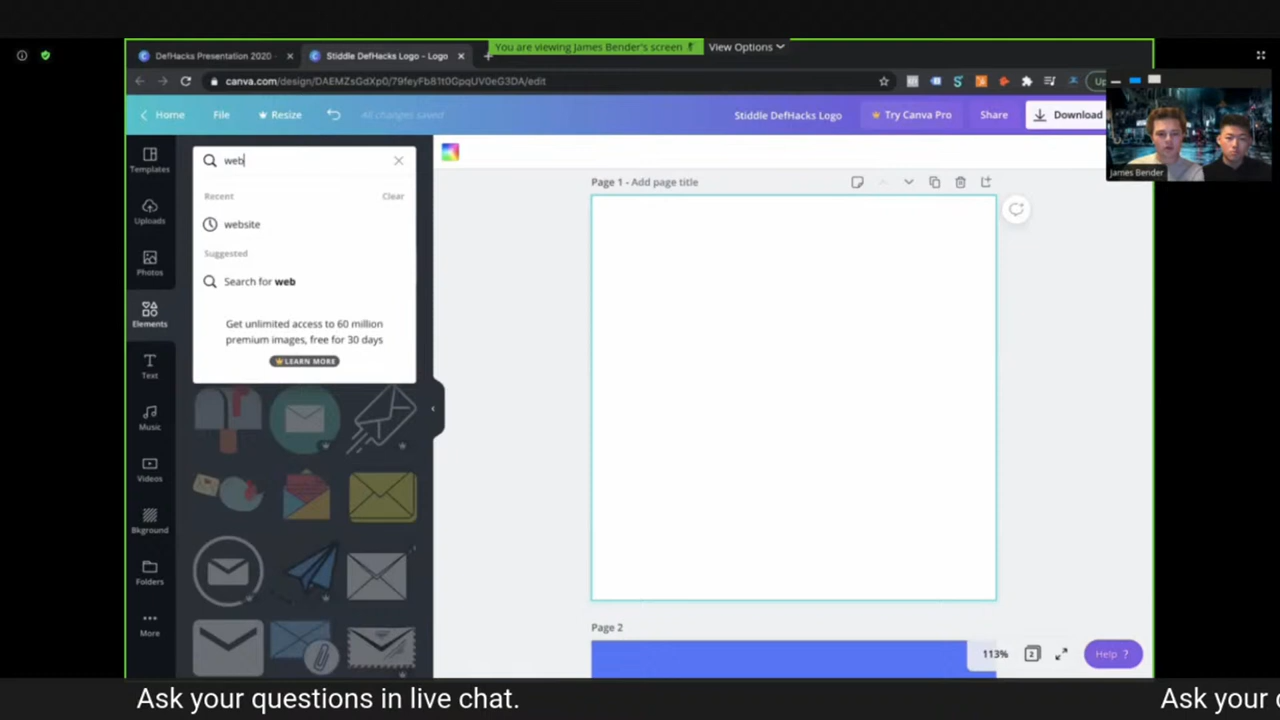 DefHacks Presentation 2020 -
Stiddle DefHacks Logo - Logo
You are viewing James Bender's screen
View Options
canva.com/design/DAEMZsGdXp0/79feyFb81t0GpqUV0eG3DA/edit
Home
File
Resize
All changes saved
Stiddle DefHacks Logo
Try Canva Pro
Share
Download
James Bender
Templates
Uploads
Photos
Elements
Text
Music
Videos
Bkground
Folders
More
web
Recent
Clear
website
Suggested
Search for web
Get unlimited access to 60 million
premium images, free for 30 days
LEARN MORE
Page 1 - Add page title
Page 2
113%
2
Help ?
Ask your questions in live chat.
Ask your